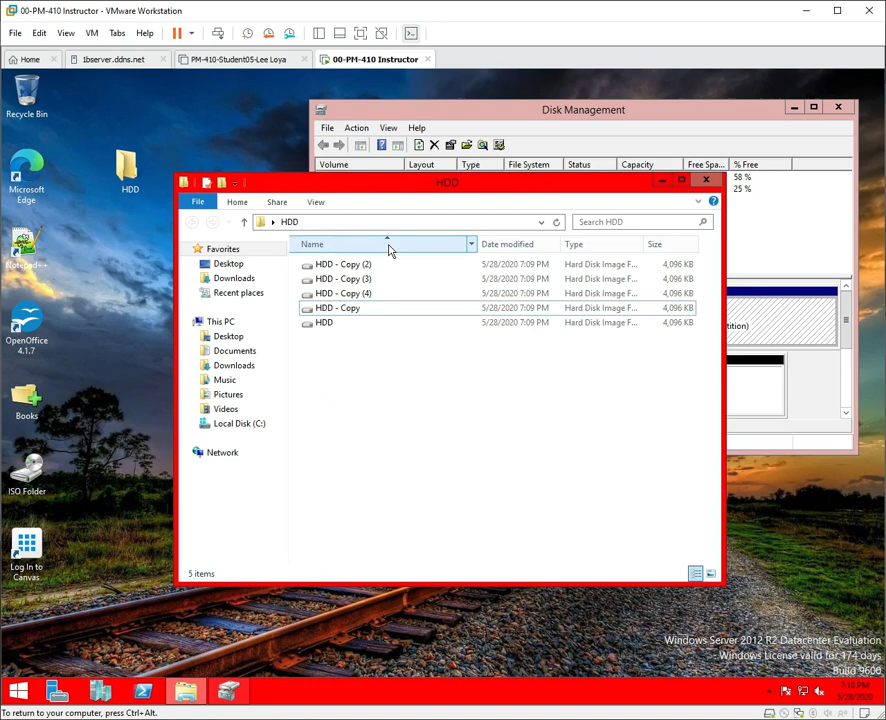 00-PM-410 Instructor - VMware Workstation
File Edit View VM Tabs Help
Home 1bserver.ddns.net PM-410-Student05-Lee Loya 00-PM-410 Instructor
Recycle Bin
Microsoft Edge
Notepad++
OpenOffice 4.1.7
Books
ISO Folder
Log In to Canvas
HDD
Disk Management
File Action View Help
Volume Layout Type File System Status Capacity Free Spa... % Free
58 %
25 %
tition)
HDD
File Home Share View
HDD
Search HDD
Favorites
Desktop
Downloads
Recent places
This PC
Desktop
Documents
Downloads
Music
Pictures
Videos
Local Disk (C:)
Network
Name Date modified Type Size
HDD - Copy (2) 5/28/2020 7:09 PM Hard Disk Image F... 4,096 KB
HDD - Copy (3) 5/28/2020 7:09 PM Hard Disk Image F... 4,096 KB
HDD - Copy (4) 5/28/2020 7:09 PM Hard Disk Image F... 4,096 KB
HDD - Copy 5/28/2020 7:09 PM Hard Disk Image F... 4,096 KB
HDD 5/28/2020 7:09 PM Hard Disk Image F... 4,096 KB
5 items
Windows Server 2012 R2 Datacenter Evaluation
Windows License valid for 174 days
Build 9600
7:10 PM
5/28/2020
To return to your computer, press Ctrl+Alt.